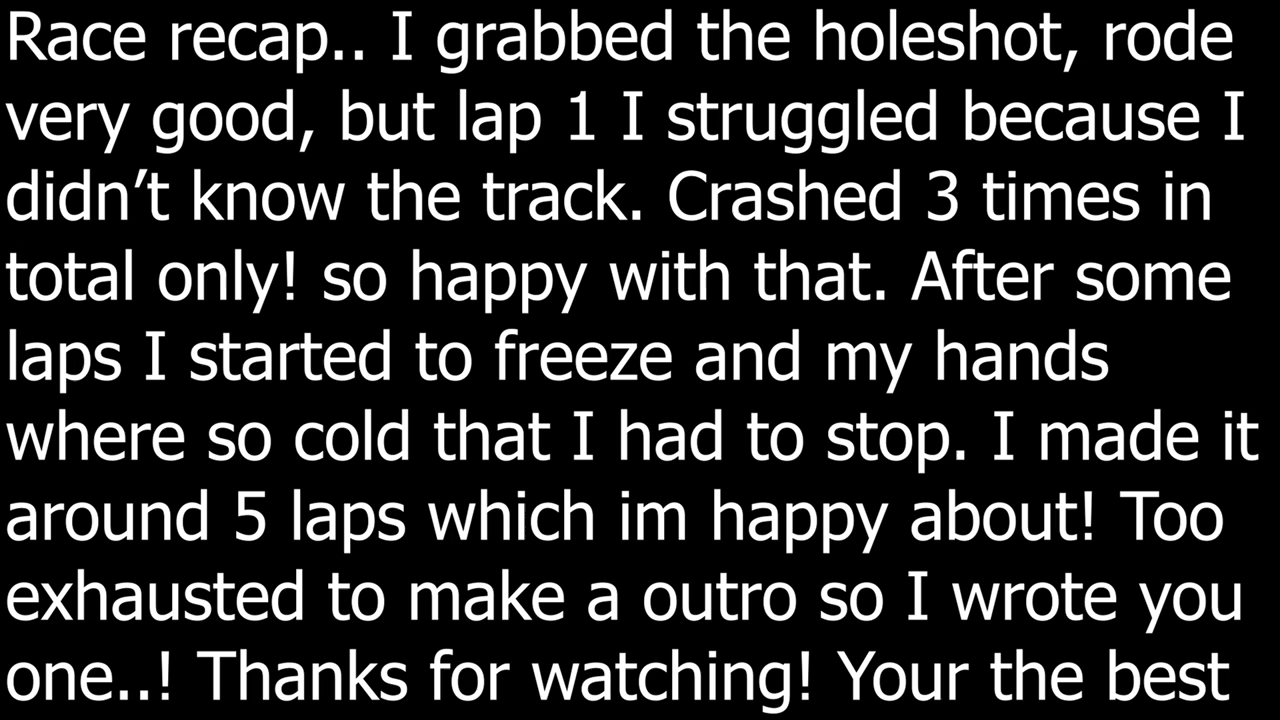 Race recap.. I grabbed the holeshot, rode
very good, but lap 1 I struggled because I
didn’t know the track. Crashed 3 times in
total only! so happy with that. After some
laps I started to freeze and my hands
where so cold that I had to stop. I made it
around 5 laps which im happy about! Too
exhausted to make a outro so I wrote you
one..! Thanks for watching! Your the best